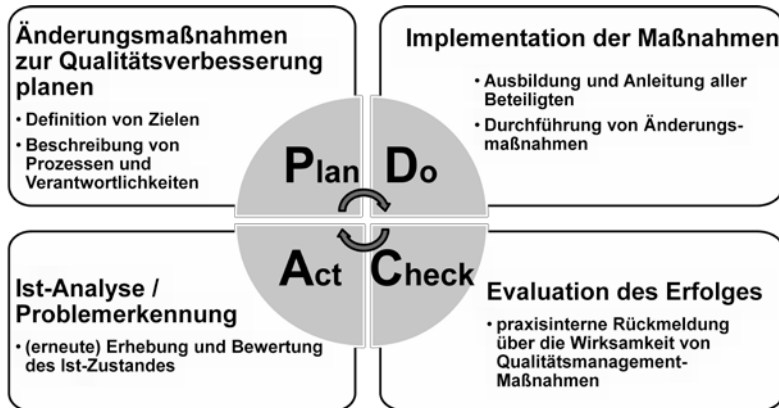 Änderungsmaßnahmen
zur Qualitätsverbesserung
planen
• Definition von Zielen
• Beschreibung von
Prozessen und
Verantwortlichkeiten
Implementation der Maßnahmen
• Ausbildung und Anleitung aller
Beteiligten
• Durchführung von Änderungs-
maßnahmen
Plan
Do
Act
Check
Ist-Analyse /
Problemerkennung
• (erneute) Erhebung und Bewertung
des Ist-Zustandes
Evaluation des Erfolges
• praxisinterne Rückmeldung
über die Wirksamkeit von
Qualitätsmanagement-
Maßnahmen